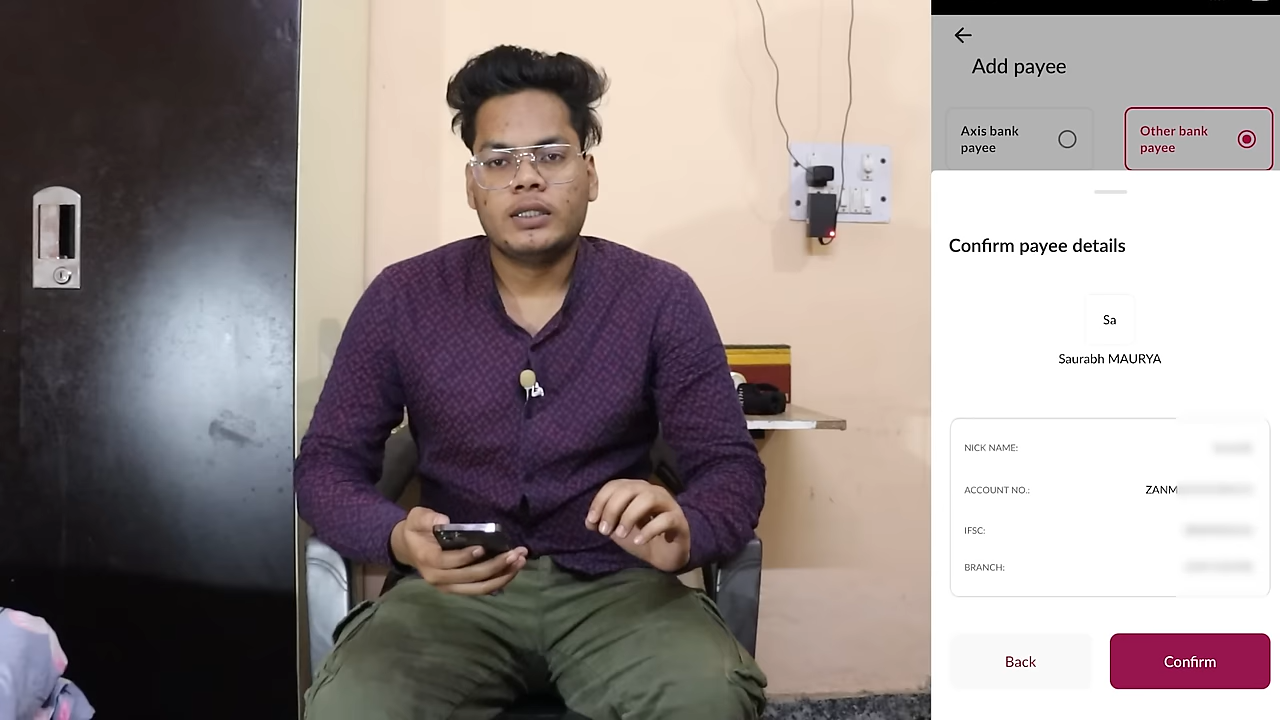 Add payee
Axis bank
payee
Other bank
payee
Confirm payee details
Sa
Saurabh MAURYA
NICK NAME:
ACCOUNT NO.: ZANM
IFSC:
BRANCH:
Back
Confirm